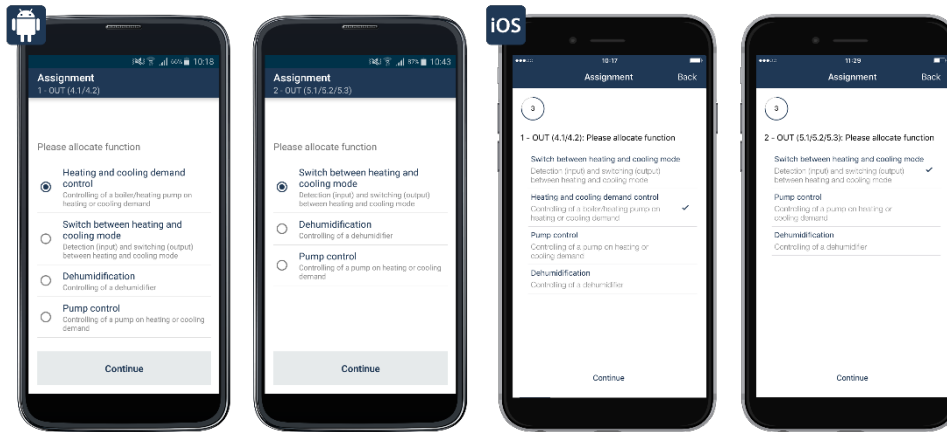 66% 10:18
Assignment
1 - OUT (4.1/4.2)
Please allocate function
Heating and cooling demand
control
Controlling of a boiler/heating pump on
heating or cooling demand
Switch between heating and
cooling mode
Detection (input) and switching (output)
between heating and cooling mode
Dehumidification
Controlling of a dehumidifier
Pump control
Controlling of a pump on heating or cooling
demand
Continue
87% 10:43
Assignment
2 - OUT (5.1/5.2/5.3)
Please allocate function
Switch between heating and
cooling mode
Detection (input) and switching (output)
between heating and cooling mode
Dehumidification
Controlling of a dehumidifier
Pump control
Controlling of a pump on heating or cooling
demand
Continue
iOS
10:17
Assignment Back
3
1 - OUT (4.1/4.2): Please allocate function
Switch between heating and cooling mode
Detection (input) and switching (output)
between heating and cooling mode
Heating and cooling demand control
Controlling of a boiler/heating pump on
heating or cooling demand
Pump control
Controlling of a pump on heating or
cooling demand
Dehumidification
Controlling of a dehumidifier
Continue
11:29
Assignment Back
3
2 - OUT (5.1/5.2/5.3): Please allocate function
Switch between heating and cooling mode
Detection (input) and switching (output)
between heating and cooling mode
Pump control
Controlling of a pump on heating or
cooling demand
Dehumidification
Controlling of a dehumidifier
Continue